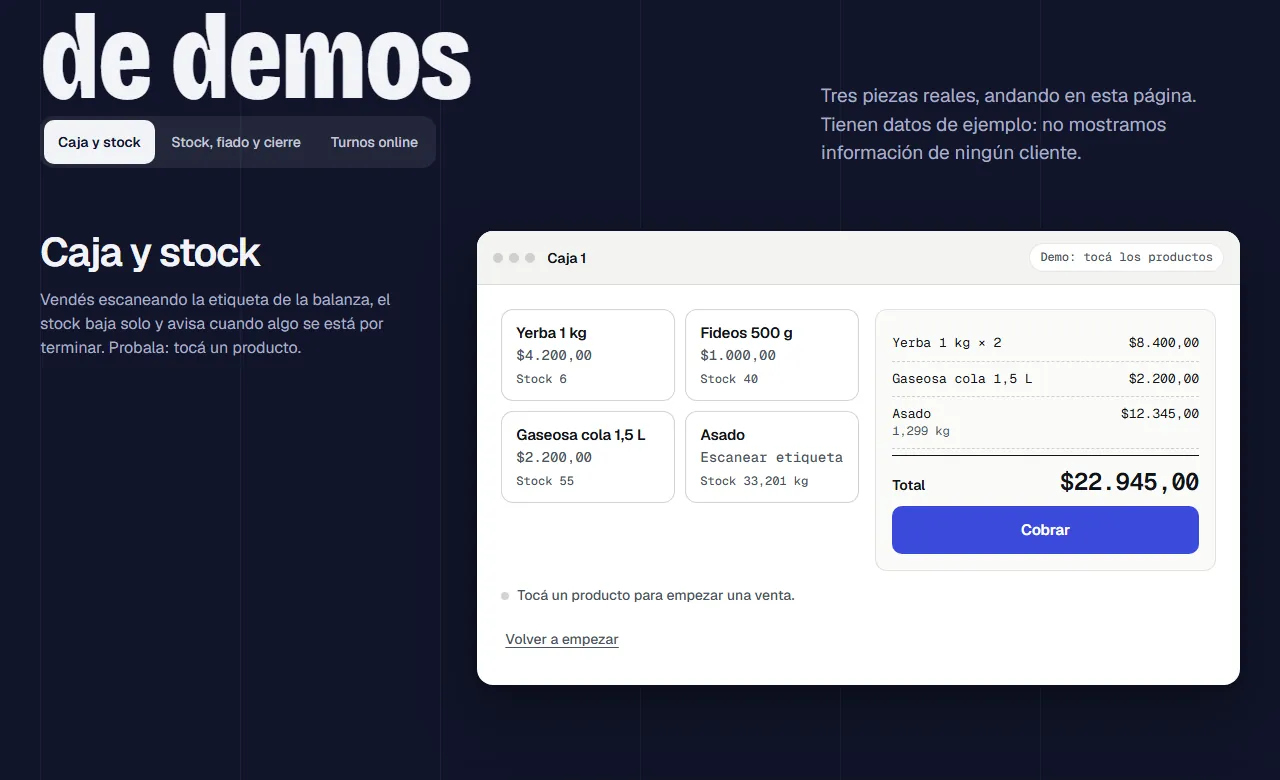 de demos
Tres piezas reales, andando en esta página.
Tienen datos de ejemplo: no mostramos
información de ningún cliente.
Caja y stock
Stock, fiado y cierre
Turnos online
Caja y stock
Vendés escaneando la etiqueta de la balanza, el
stock baja solo y avisa cuando algo se está por
terminar. Probala: tocá un producto.
Caja 1
Demo: tocá los productos
Yerba 1 kg
$4.200,00
Stock 6
Fideos 500 g
$1.000,00
Stock 40
Gaseosa cola 1,5 L
$2.200,00
Stock 55
Asado
Escanear etiqueta
Stock 33,201 kg
Yerba 1 kg × 2 $8.400,00
Gaseosa cola 1,5 L $2.200,00
Asado $12.345,00
1,299 kg
Total $22.945,00
Cobrar
Tocá un producto para empezar una venta.
Volver a empezar